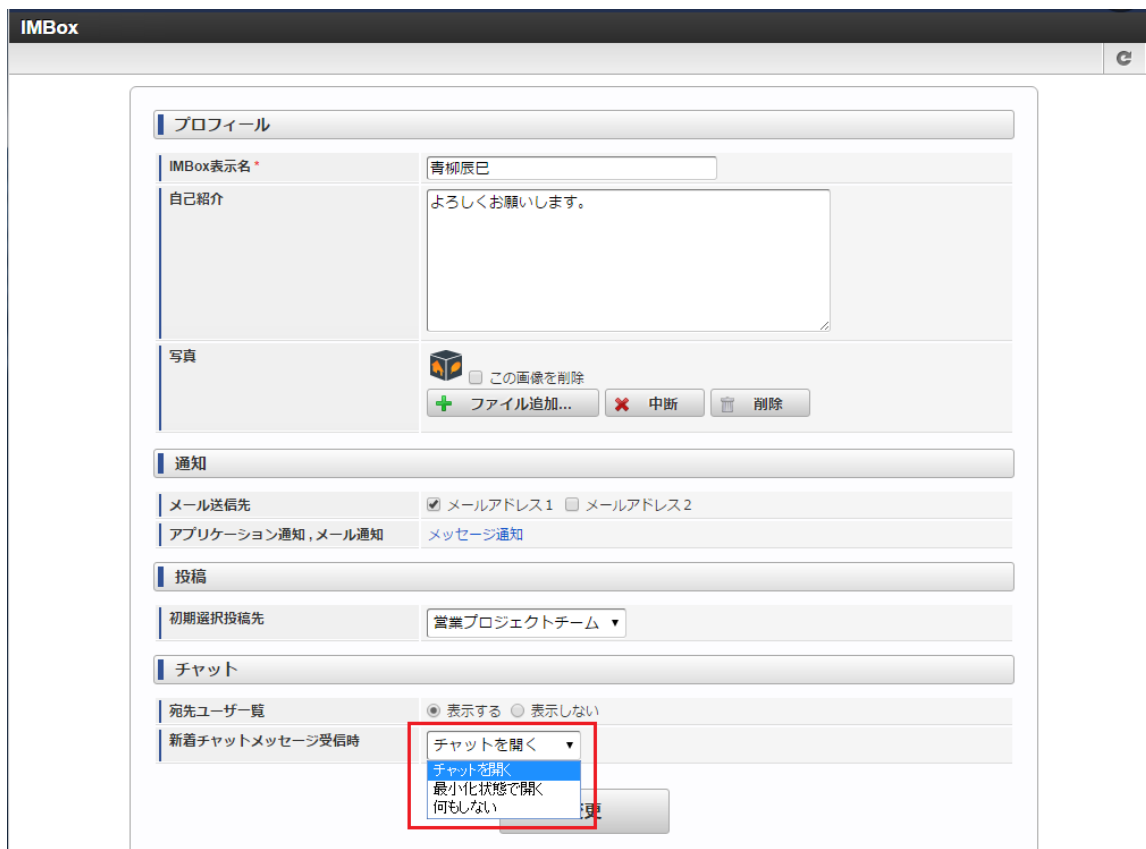 IMBox
プロフィール
IMBox表示名 * 青柳辰巳
自己紹介 よろしくお願いします。
写真 この画像を削除
ファイル追加... 中断 削除
通知
メール送信先 メールアドレス1 メールアドレス2
アプリケーション通知 , メール通知 メッセージ通知
投稿
初期選択投稿先 営業プロジェクトチーム
チャット
宛先ユーザ一覧 表示する 表示しない
新着チャットメッセージ受信時 チャットを開く
チャットを開く
最小化状態で開く
何もしない
更